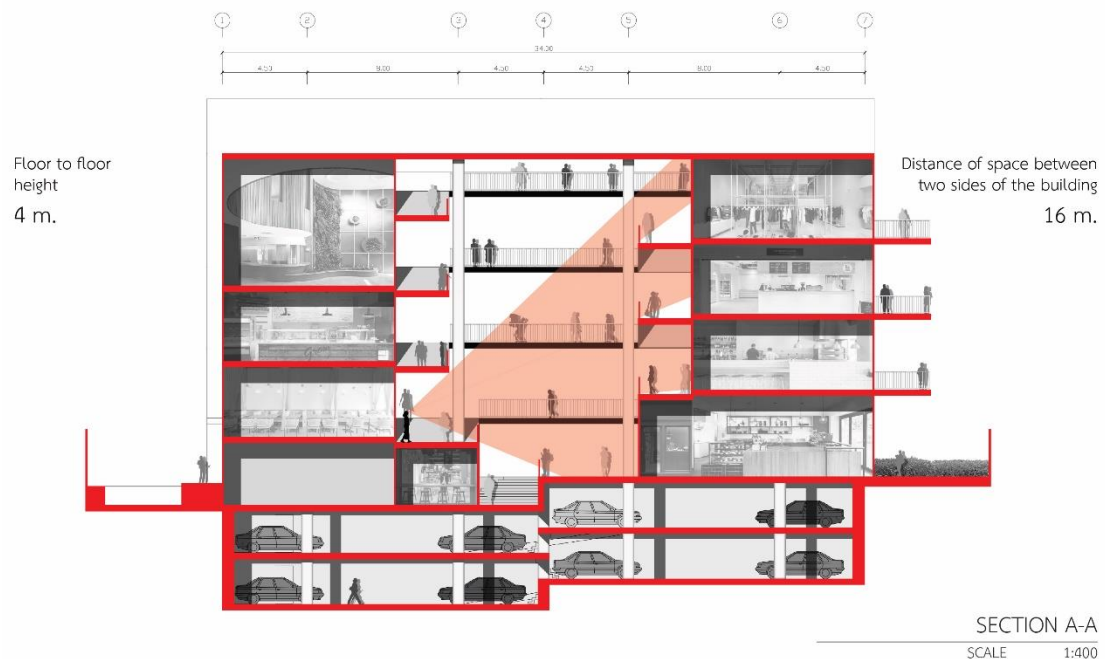 1 2 3 4 5 6 7
34.00
4.50 8.00 4.50 4.50 8.00 4.50
Floor to floor
height
4 m.
Distance of space between
two sides of the building
16 m.
SECTION A-A
SCALE 1:400